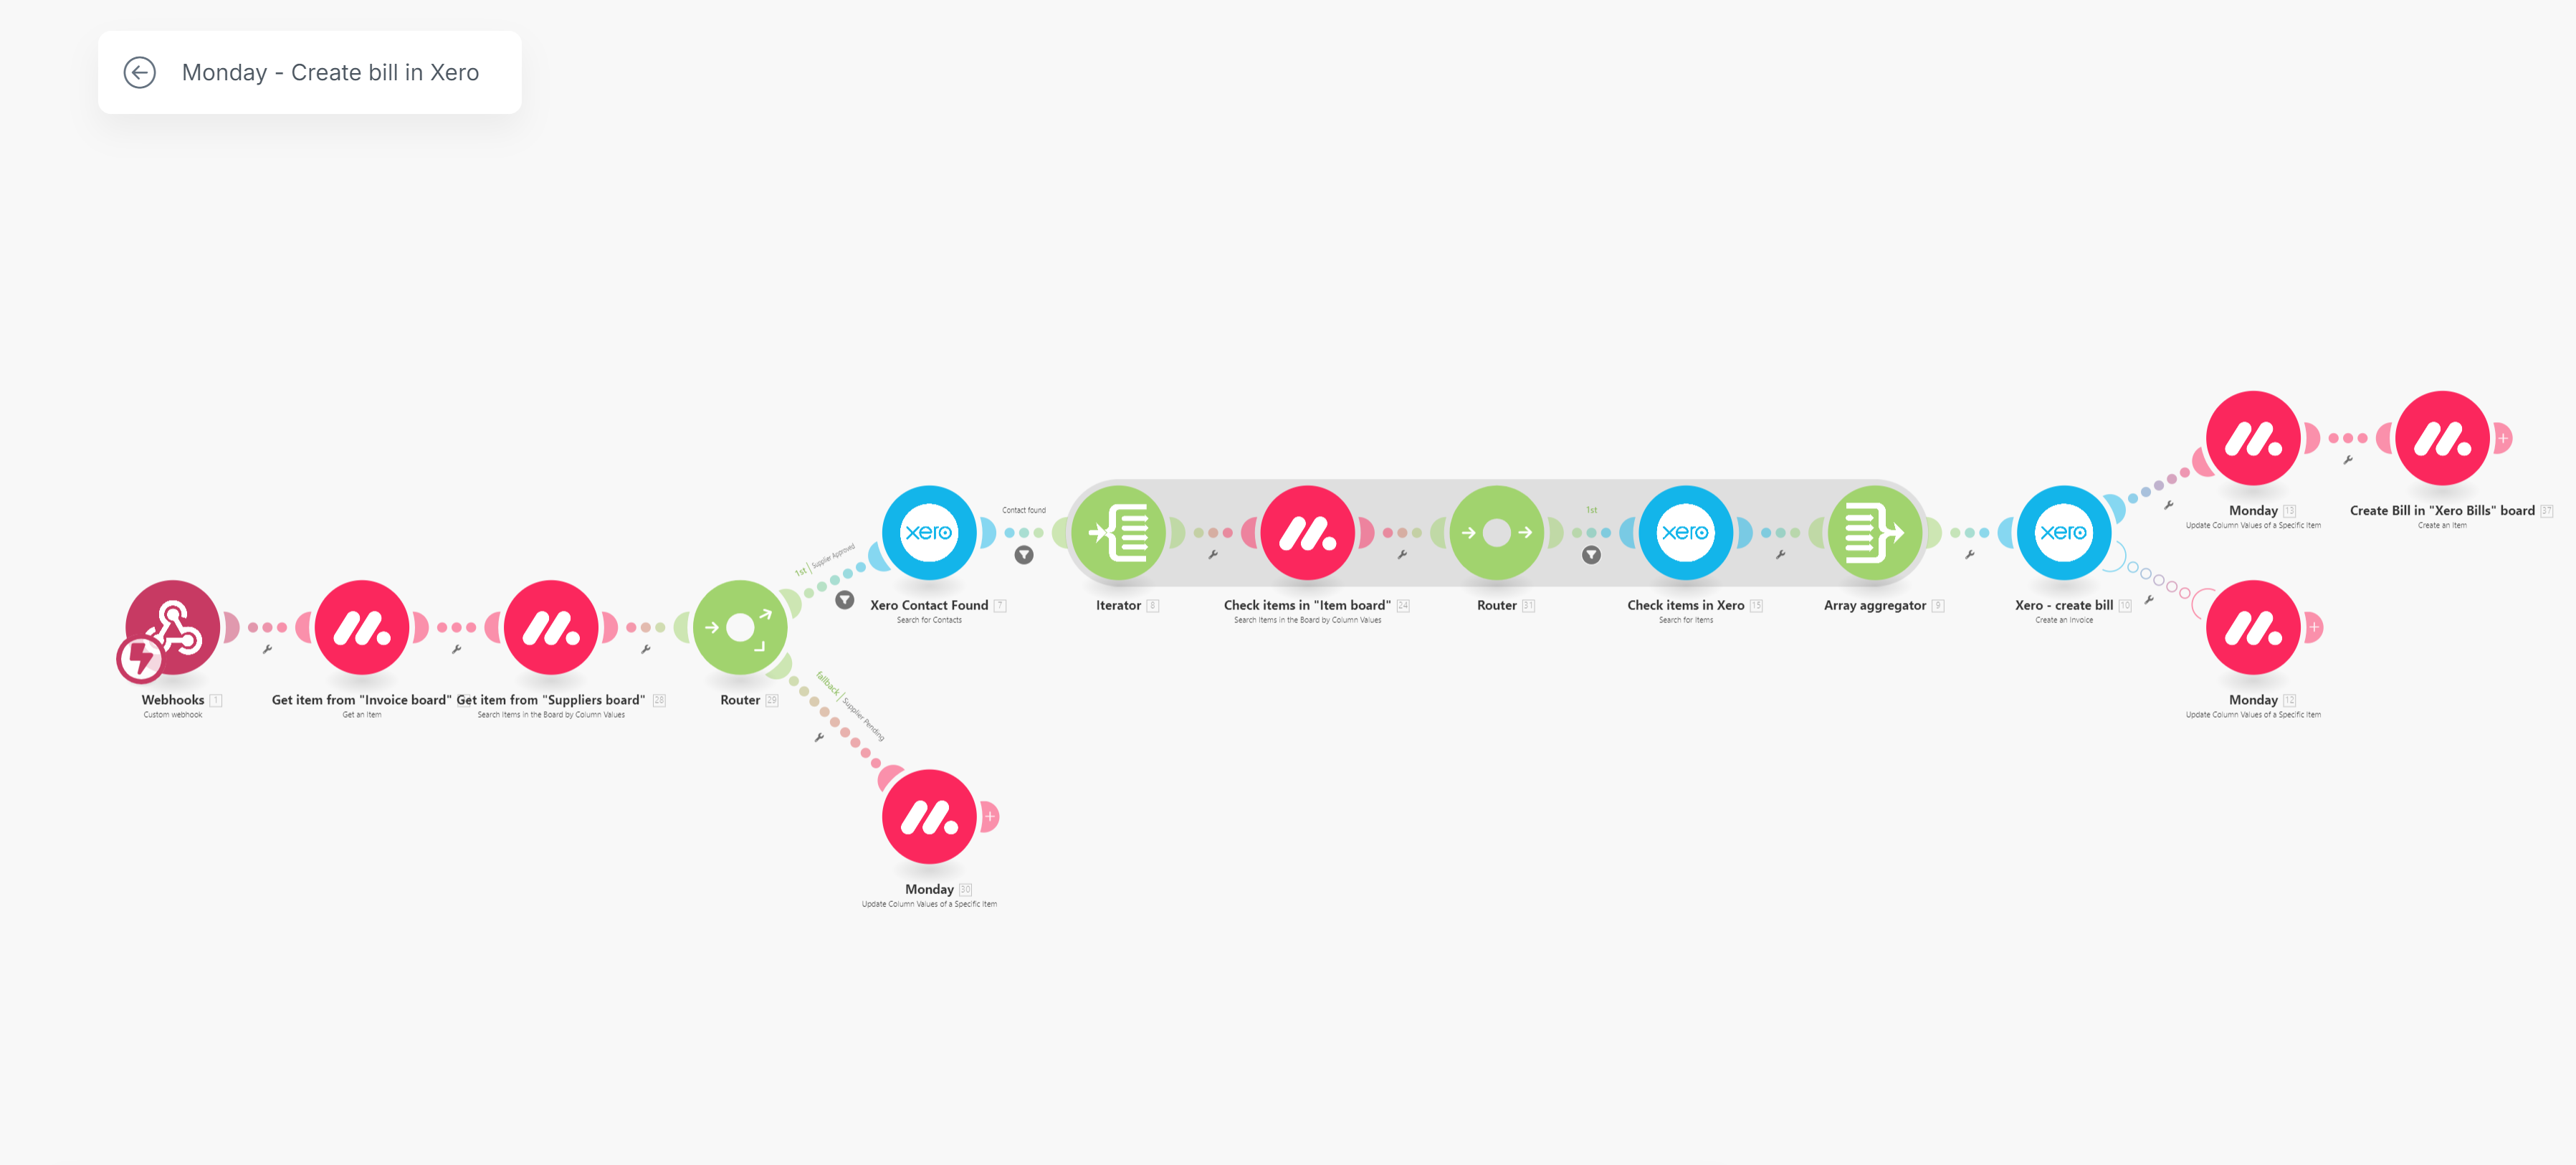 Monday - Create bill in Xero
Monday 13
Update Column Values of a Specific Item
Create Bill in "Xero Bills" board 37
Create an Item
1st | Supplier Approved
xero
Xero Contact Found 7
Search for Contacts
Contact found
Iterator 8
Check items in "Item board" 24
Search Items in the Board by Column Values
Router 31
1st
xero
Check items in Xero 15
Search for Items
Array aggregator 9
xero
Xero - create bill 10
Create an Invoice
Webhooks 1
Custom webhook
Get item from "Invoice board"
Get an Item
Get item from "Suppliers board" 28
Search Items in the Board by Column Values
Router 29
fallback | Supplier Pending
Monday 12
Update Column Values of a Specific Item
Monday 30
Update Column Values of a Specific Item